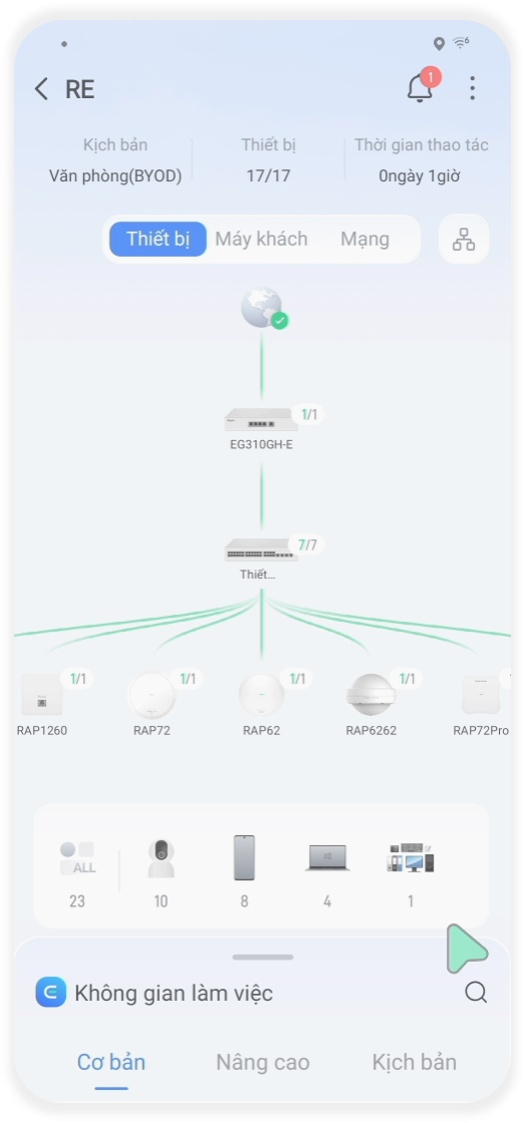 6
RE
1
Kịch bản
Thiết bị
Thời gian thao tác
Văn phòng(BYOD)
17/17
0ngày 1giờ
Thiết bị
Máy khách
Mạng
1/1
EG310GH-E
7/7
Thiết...
1/1
1/1
1/1
1/1
RAP1260
RAP72
RAP62
RAP6262
RAP72Pro
ALL
23
10
8
4
1
Không gian làm việc
Cơ bản
Nâng cao
Kịch bản